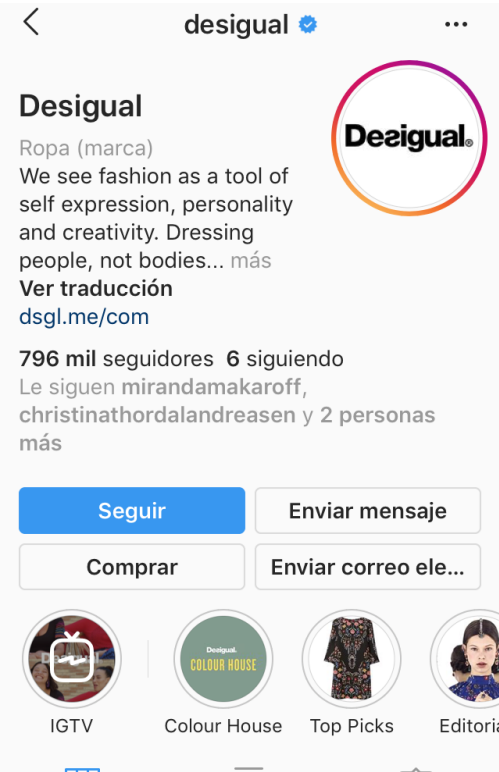 desigual
Desigual
Desigual.®
Ropa (marca)
We see fashion as a tool of
self expression, personality
and creativity. Dressing
people, not bodies... más
Ver traducción
dsgl.me/com
796 mil seguidores 6 siguiendo
Le siguen mirandamakaroff,
christinathordalandreasen y 2 personas
más
Seguir
Enviar mensaje
Comprar
Enviar correo ele...
Desigual.
COLOUR HOUSE
IGTV
Colour House
Top Picks
Editoria